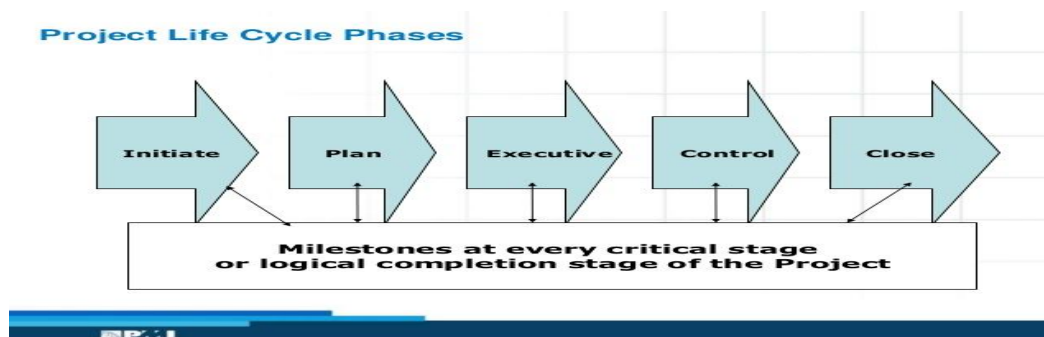 Project Life Cycle Phases
Initiate
Plan
Executive
Control
Close
Milestones at every critical stage
or logical completion stage of the Project